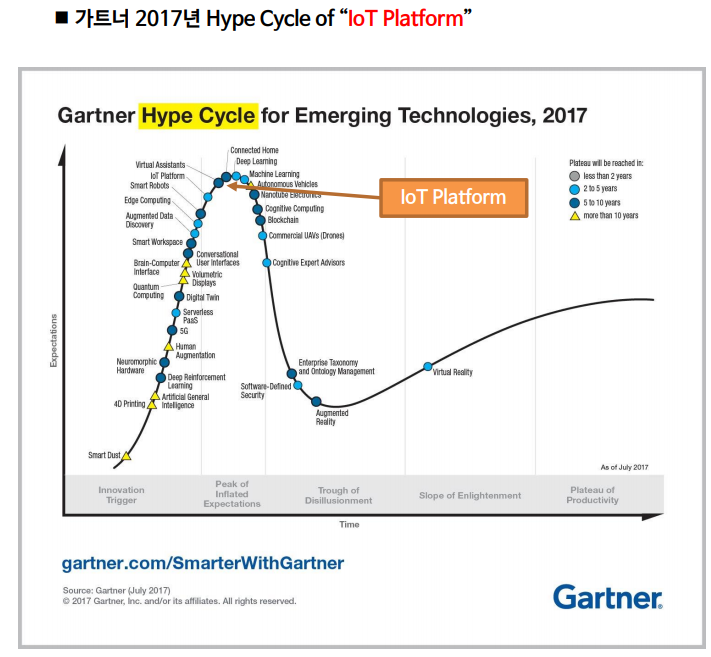 ■ 가트너 2017년 Hype Cycle of “IoT Platform”
Gartner Hype Cycle for Emerging Technologies, 2017
Connected Home
Virtual Assistants
Deep Learning
IoT Platform
Machine Learning
Smart Robots
Autonomous Vehicles
Nanotube Electronics
Edge Computing
Cognitive Computing
Augmented Data
Discovery
Blockchain
Smart Workspace
Commercial UAVs (Drones)
Conversational
User Interfaces
Brain-Computer
Interface
Cognitive Expert Advisors
Volumetric
Displays
Quantum
Computing
Digital Twin
Serverless
PaaS
5G
Human
Augmentation
Neuromorphic
Hardware
Deep Reinforcement
Learning
Artificial General
Intelligence
4D Printing
Smart Dust
Enterprise Taxonomy
and Ontology Management
Software-Defined
Security
Augmented
Reality
Virtual Reality
IoT Platform
Plateau will be reached in:
less than 2 years
2 to 5 years
5 to 10 years
more than 10 years
Expectations
As of July 2017
Innovation
Trigger
Peak of
Inflated
Expectations
Trough of
Disillusionment
Slope of Enlightenment
Plateau of
Productivity
Time
gartner.com/SmarterWithGartner
Source: Gartner (July 2017)
© 2017 Gartner, Inc. and/or its affiliates. All rights reserved.
Gartner.